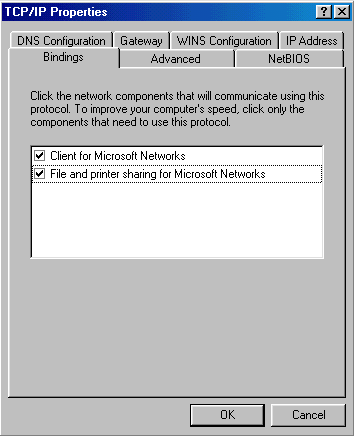 TCP/IP Properties
DNS Configuration Gateway WINS Configuration IP Address
Bindings Advanced NetBIOS
Click the network components that will communicate using this
protocol. To improve your computer's speed, click only the
components that need to use this protocol.
Client for Microsoft Networks
File and printer sharing for Microsoft Networks
OK Cancel